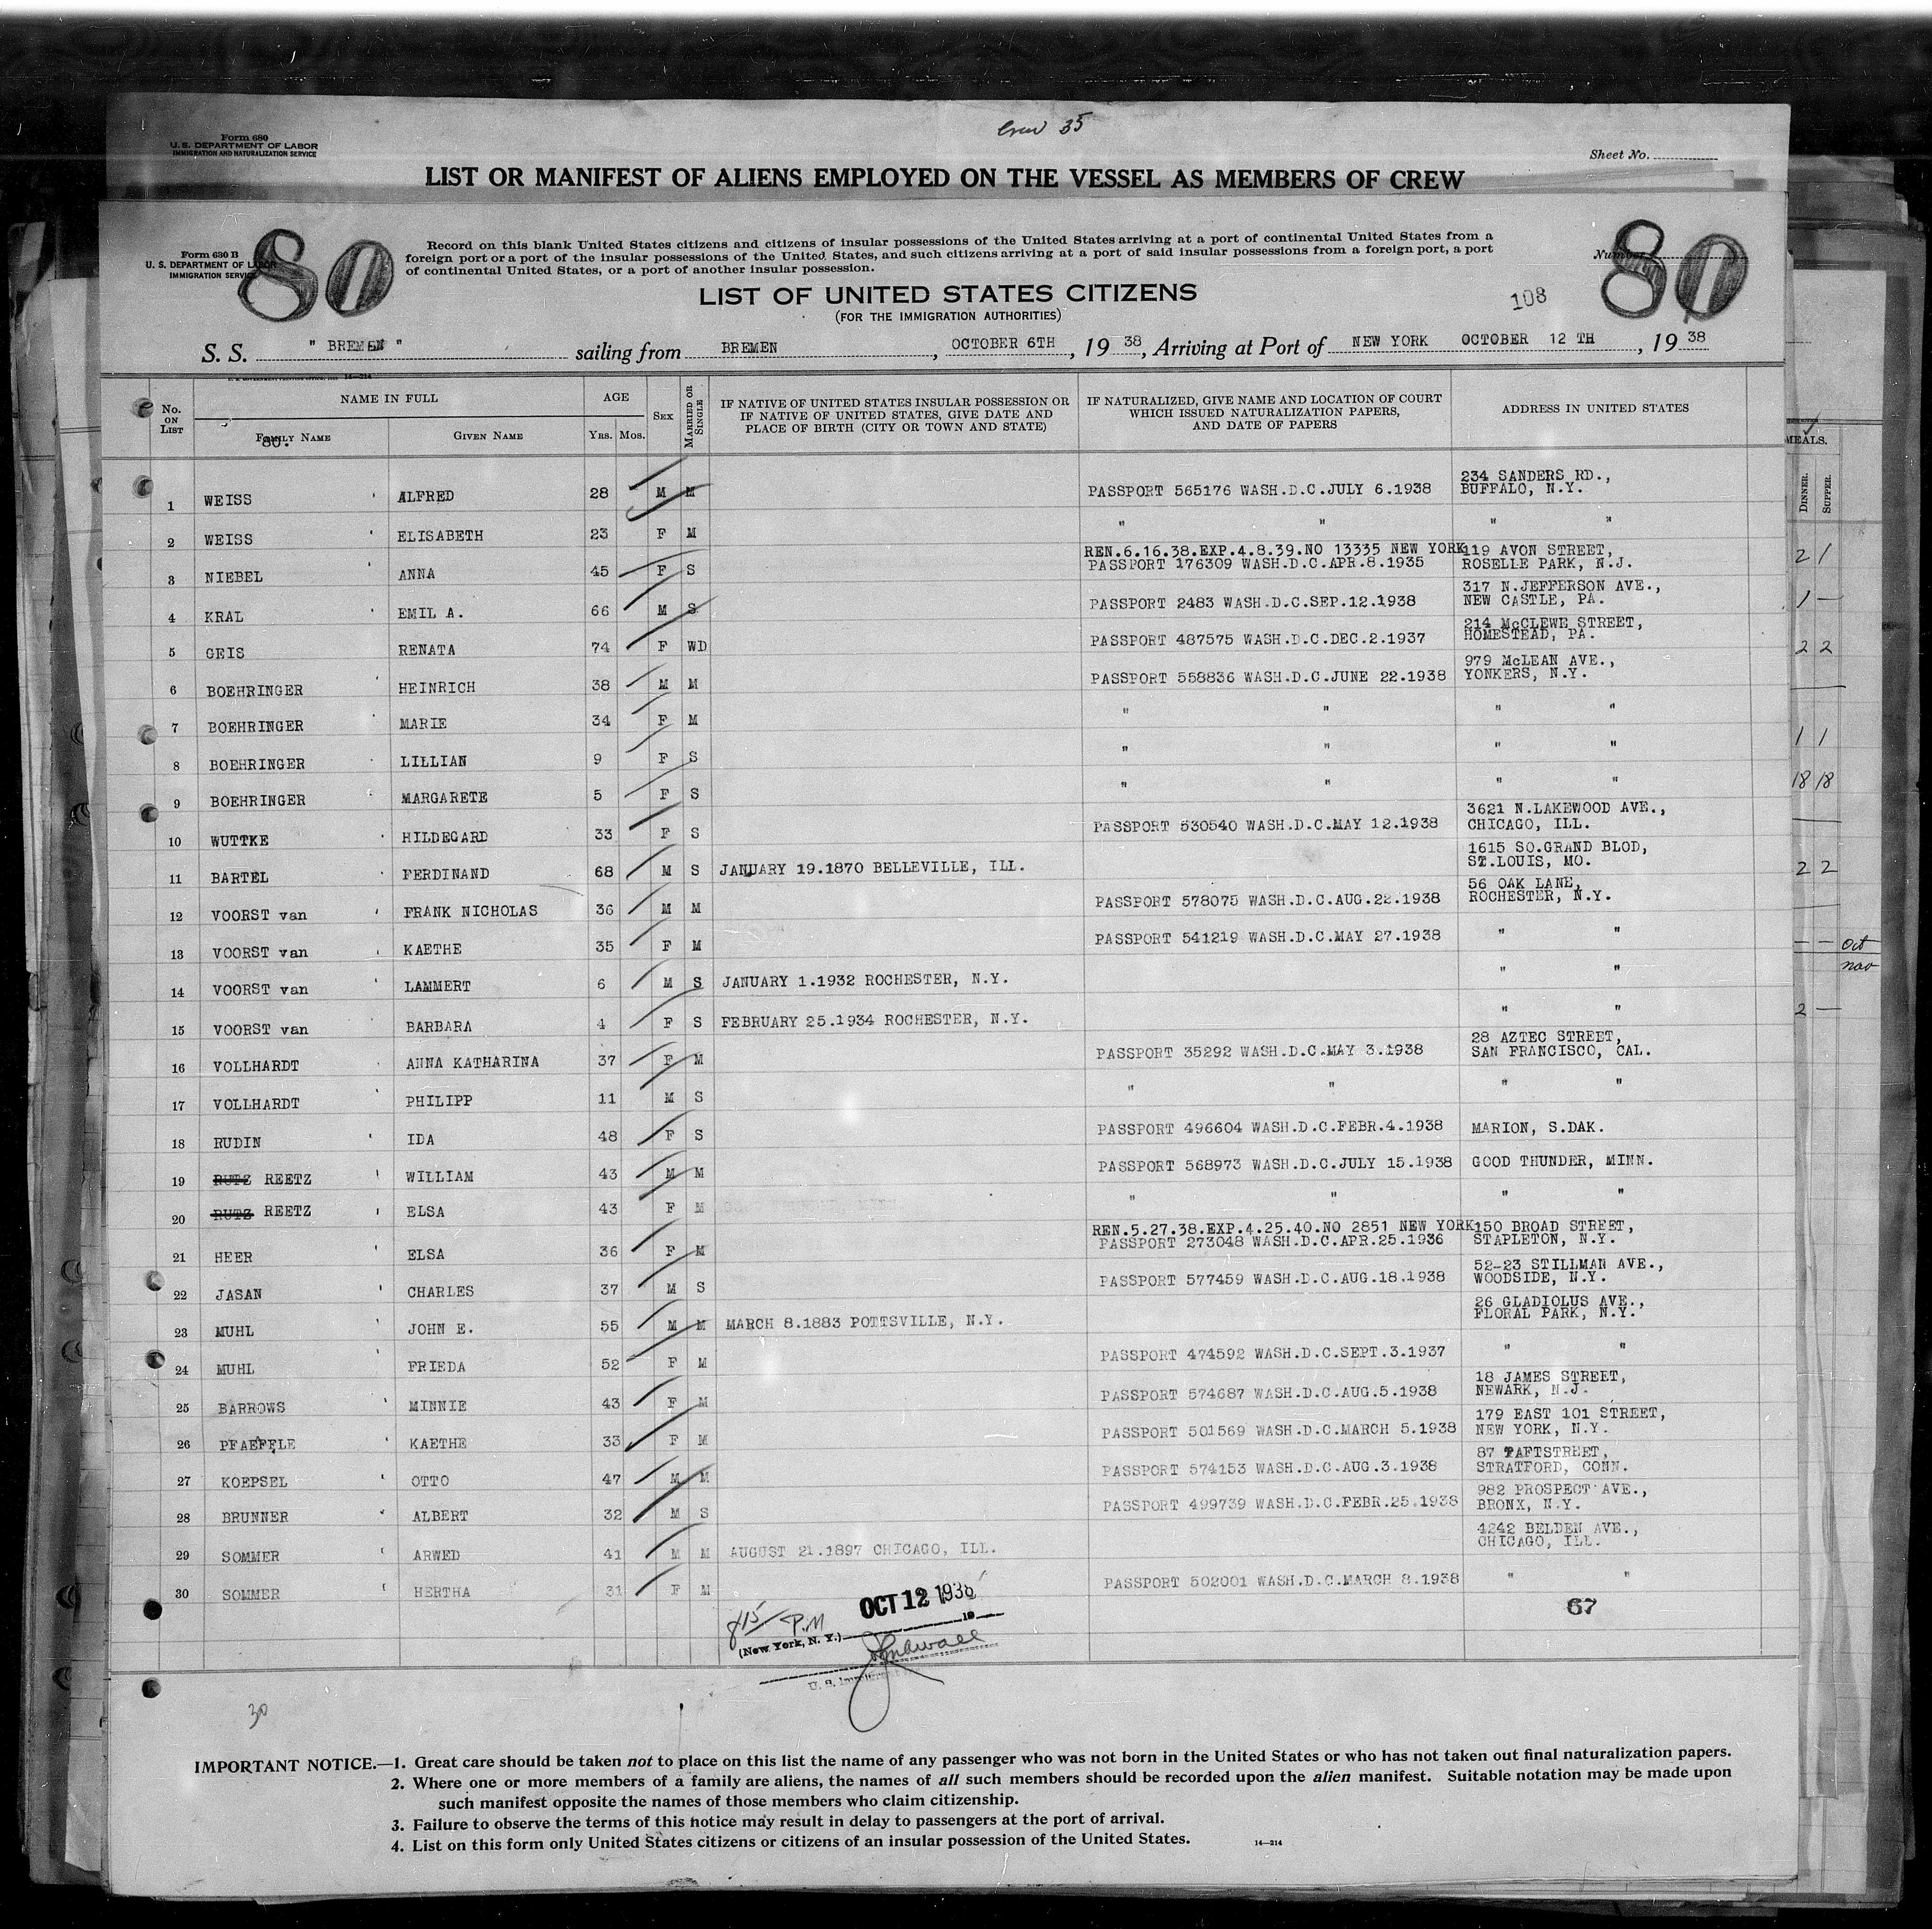 Crew 35
Form 680
U. S. DEPARTMENT OF LABOR
IMMIGRATION AND NATURALIZATION SERVICE
Sheet No.
LIST OR MANIFEST OF ALIENS EMPLOYED ON THE VESSEL AS MEMBERS OF CREW
80
80
Form 630 B
U. S. DEPARTMENT OF LABOR
IMMIGRATION SERVICE
Number
Record on this blank United States citizens and citizens of insular possessions of the United States arriving at a port of continental United States from a
foreign port or a port of the insular possessions of the United States, and such citizens arriving at a port of said insular possessions from a foreign port, a port
of continental United States, or a port of another insular possession.
LIST OF UNITED STATES CITIZENS
(FOR THE IMMIGRATION AUTHORITIES)
108
S. S. " BREMEN " sailing from BREMEN, OCTOBER 6TH, 1938, Arriving at Port of NEW YORK OCTOBER 12 TH, 1938
No. ON LIST
NAME IN FULL
FAMILY NAME
80.
GIVEN NAME
AGE
YRS. MOS.
SEX
MARRIED OR SINGLE
IF NATIVE OF UNITED STATES INSULAR POSSESSION OR
IF NATIVE OF UNITED STATES, GIVE DATE AND
PLACE OF BIRTH (CITY OR TOWN AND STATE)
IF NATURALIZED, GIVE NAME AND LOCATION OF COURT
WHICH ISSUED NATURALIZATION PAPERS,
AND DATE OF PAPERS
ADDRESS IN UNITED STATES
MEALS.
DINNER. SUPPER.
1 WEISS ALFRED 28 M M PASSPORT 565176 WASH.D.C.JULY 6.1938 234 SANDERS RD., BUFFALO, N.Y.
2 WEISS ELISABETH 23 F M " " " "
3 NIEBEL ANNA 45 F S REN.6.16.38.EXP.4.8.39.NO 13335 NEW YORK PASSPORT 176309 WASH.D.C.APR.8.1935 119 AVON STREET, ROSELLE PARK, N.J.
4 KRAL EMIL A. 66 M S PASSPORT 2483 WASH.D.C.SEP.12.1938 317 N.JEFFERSON AVE., NEW CASTLE, PA.
5 GEIS RENATA 74 F WD PASSPORT 487575 WASH.D.C.DEC.2.1937 214 McCLEWE STREET, HOMESTEAD, PA.
6 BOEHRINGER HEINRICH 38 M M PASSPORT 558836 WASH.D.C.JUNE 22.1938 979 McLEAN AVE., YONKERS, N.Y.
7 BOEHRINGER MARIE 34 F M " " " "
8 BOEHRINGER LILLIAN 9 F S " " " "
9 BOEHRINGER MARGARETE 5 F S " " " "
10 WUTTKE HILDEGARD 33 F S PASSPORT 530540 WASH.D.C.MAY 12.1938 3621 N.LAKEWOOD AVE., CHICAGO, ILL.
11 BARTEL FERDINAND 68 M S JANUARY 19.1870 BELLEVILLE, ILL. 1615 SO.GRAND BLOD, ST.LOUIS, MO.
12 VOORST van FRANK NICHOLAS 36 M M PASSPORT 578075 WASH.D.C.AUG.22.1938 56 OAK LANE, ROCHESTER, N.Y.
13 VOORST van KAETHE 35 F M PASSPORT 541219 WASH.D.C.MAY 27.1938 " "
14 VOORST van LAMMERT 6 M S JANUARY 1.1932 ROCHESTER, N.Y. " "
15 VOORST van BARBARA 4 F S FEBRUARY 25.1934 ROCHESTER, N.Y. " "
16 VOLLHARDT ANNA KATHARINA 37 F M PASSPORT 35292 WASH.D.C.MAY 3.1938 28 AZTEC STREET, SAN FRANCISCO, CAL.
17 VOLLHARDT PHILIPP 11 M S " " " "
18 RUDIN IDA 48 F S PASSPORT 496604 WASH.D.C.FEBR.4.1938 MARION, S.DAK.
19 RUTZ REETZ WILLIAM 43 M M PASSPORT 568973 WASH.D.C.JULY 15.1938 GOOD THUNDER, MINN.
20 RUTZ REETZ ELSA 43 F M " " " "
21 HEER ELSA 36 F M REN.5.27.38.EXP.4.25.40.NO 2851 NEW YORK PASSPORT 273048 WASH.D.C.APR.25.1936 150 BROAD STREET, STAPLETON, N.Y.
22 JASAN CHARLES 37 M S PASSPORT 577459 WASH.D.C.AUG.18.1938 52-23 STILLMAN AVE., WOODSIDE, N.Y.
23 MUHL JOHN E. 55 M M MARCH 8.1883 POTTSVILLE, N.Y. 26 GLADIOLUS AVE., FLORAL PARK, N.Y.
24 MUHL FRIEDA 52 F M PASSPORT 474592 WASH.D.C.SEPT.3.1937 " "
25 BARROWS MINNIE 43 F M PASSPORT 574687 WASH.D.C.AUG.5.1938 18 JAMES STREET, NEWARK, N.J.
26 PFAEFFLE KAETHE 33 F M PASSPORT 501569 WASH.D.C.MARCH 5.1938 179 EAST 101 STREET, NEW YORK, N.Y.
27 KOEPSEL OTTO 47 M M PASSPORT 574153 WASH.D.C.AUG.3.1938 87 TAFTSTREET, STRATFORD, CONN.
28 BRUNNER ALBERT 32 M S PASSPORT 499739 WASH.D.C.FEBR.25.1938 982 PROSPECT AVE., BRONX, N.Y.
29 SOMMER ARWED 41 M M AUGUST 21.1897 CHICAGO, ILL. 4242 BELDEN AVE., CHICAGO, ILL.
30 SOMMER HERTHA 31 F M PASSPORT 502001 WASH.D.C.MARCH 8.1938 " "
2 1
1 –
2 2
1 1
18 18
2 2
– – Oct
nov
2 –
67
OCT 12 1938
815 P.M
(New York, N. Y.) 19
U. S. Immigrant
30
IMPORTANT NOTICE.—1. Great care should be taken not to place on this list the name of any passenger who was not born in the United States or who has not taken out final naturalization papers.
2. Where one or more members of a family are aliens, the names of all such members should be recorded upon the alien manifest. Suitable notation may be made upon
such manifest opposite the names of those members who claim citizenship.
3. Failure to observe the terms of this notice may result in delay to passengers at the port of arrival.
4. List on this form only United States citizens or citizens of an insular possession of the United States.
14—214